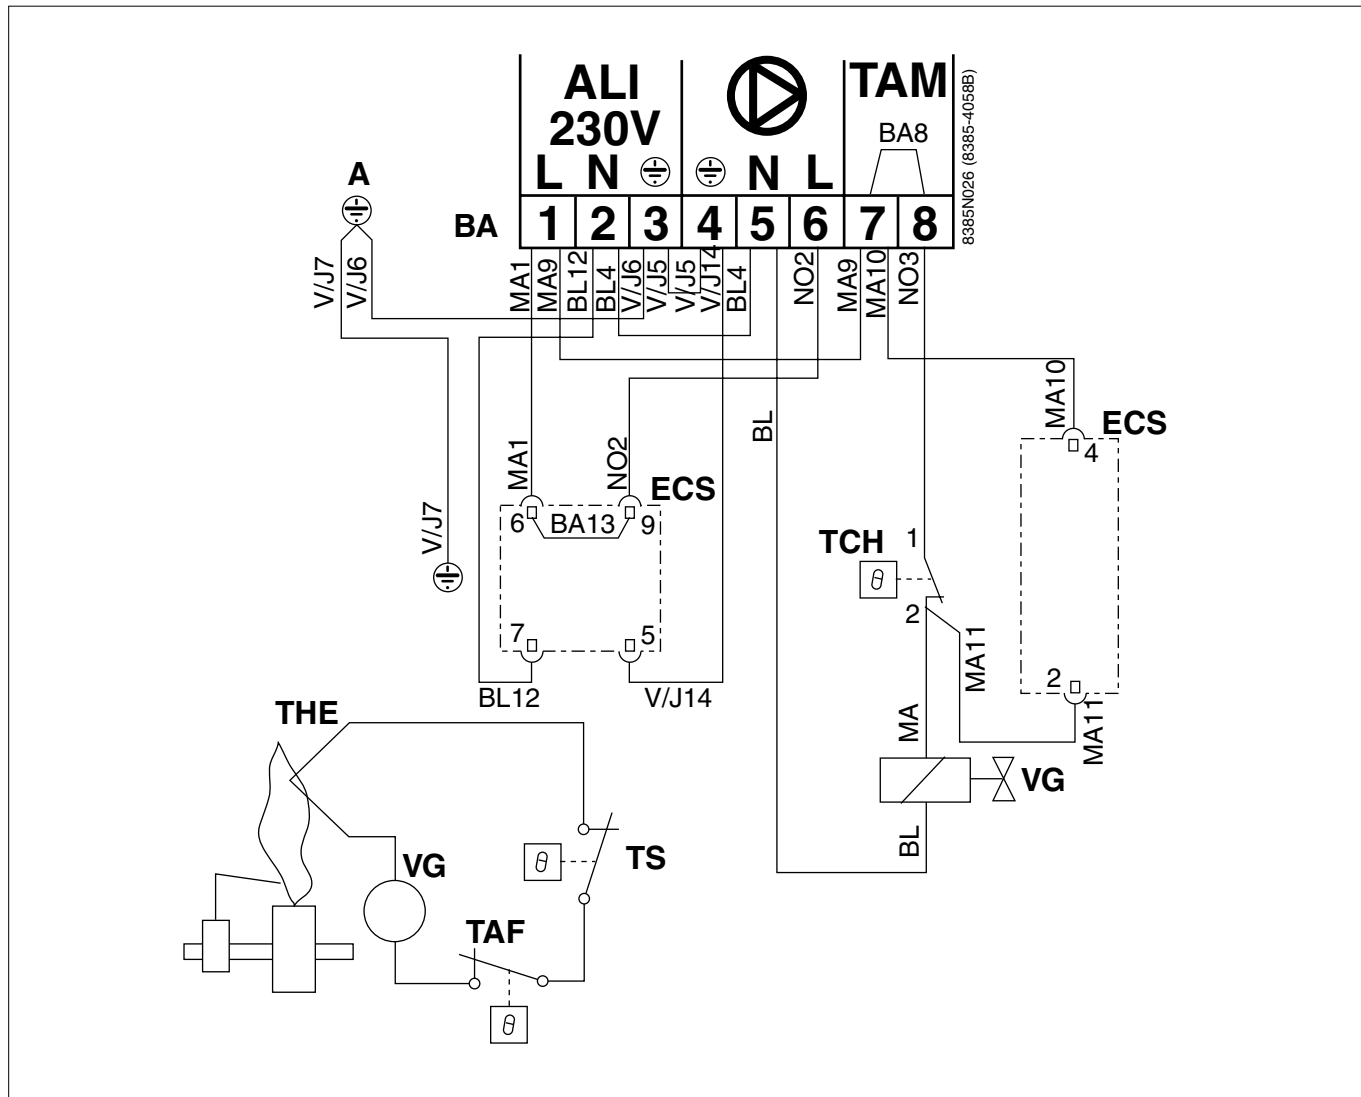 ALI
230V
TAM
BA8
8385N026 (8385-4058B)
L N N L
A
BA 1 2 3 4 5 6 7 8
V/J7
V/J6
MA1
MA9
BL12
BL4
V/J6
V/J5
V/J5
V/J14
BL4
NO2
MA9
MA10
NO3
MA10
BL
ECS
4
MA1
NO2
ECS
6 BA13 9
V/J7
TCH
1
2
7 5
MA11
2
MA11
BL12
V/J14
MA
THE
VG
BL
VG
TS
TAF